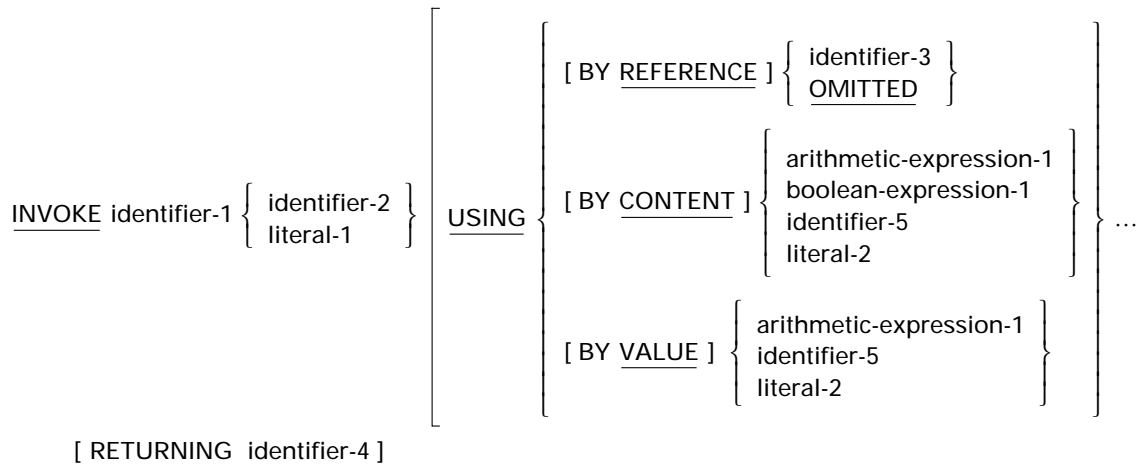 [ BY REFERENCE ] { identifier-3
OMITTED }
[ BY CONTENT ] { arithmetic-expression-1
boolean-expression-1
identifier-5
literal-2 }
INVOKE identifier-1 { identifier-2
literal-1 } [ USING { } ...
[ BY VALUE ] { arithmetic-expression-1
identifier-5
literal-2 }
[ RETURNING identifier-4 ]